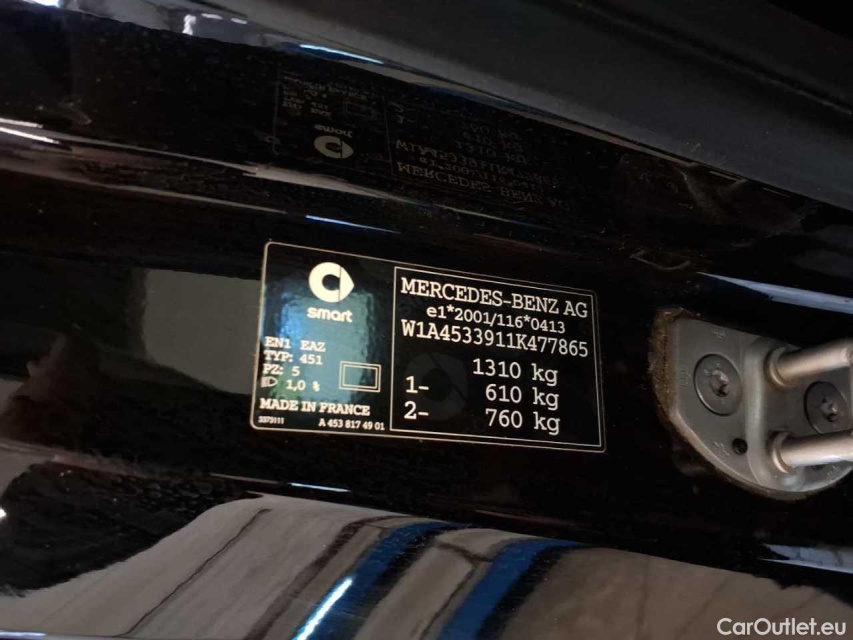 smart
EN1 EAZ
TYP: 451
PZ: 5
1,0 %
MADE IN FRANCE
3373111 A 453 817 49 01
MERCEDES-BENZ AG
e1*2001/116*0413
W1A4533911K477865
1310 kg
1- 610 kg
2- 760 kg
CarOutlet.eu